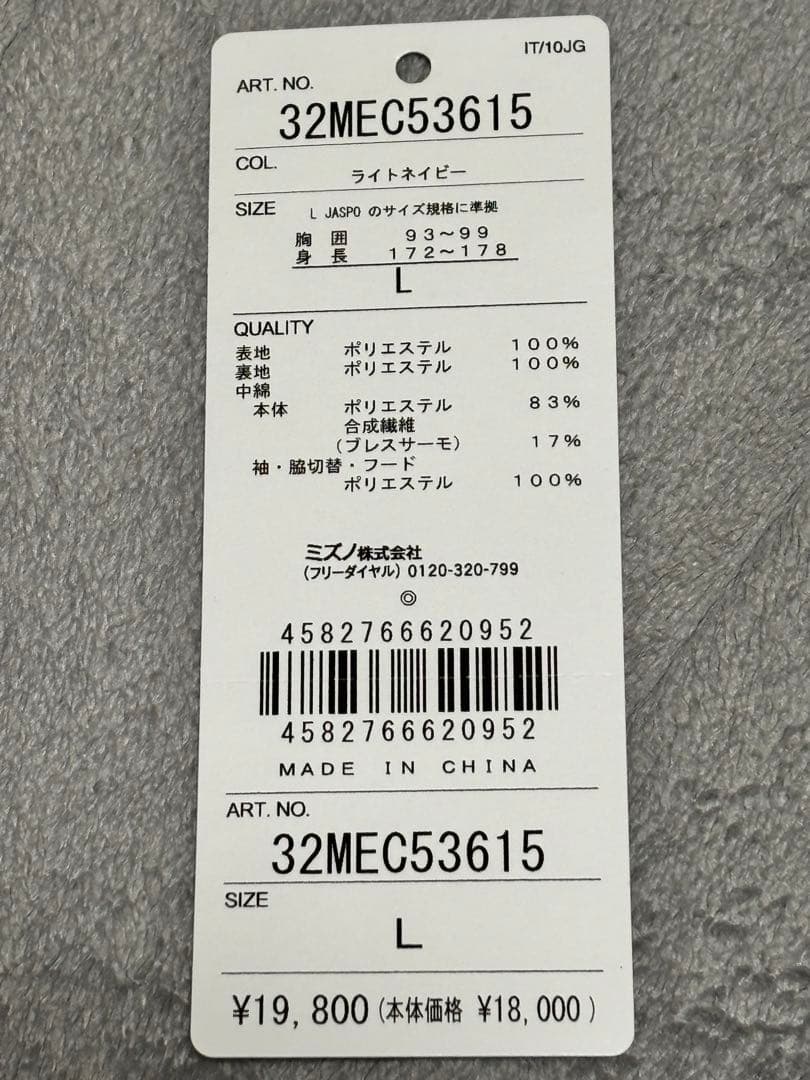 IT/10JG
ART. NO.
32MEC53615
COL.
ライトネイビー
SIZE L JASPO のサイズ規格に準拠
胸 囲 93~99
身 長 172~178
L
QUALITY
表地 ポリエステル 100%
裏地 ポリエステル 100%
中綿
本体 ポリエステル 83%
合成繊維
(ブレスサーモ) 17%
袖・脇切替・フード
ポリエステル 100%
ミズノ株式会社
(フリーダイヤル) 0120-320-799
◎
4582766620952
4582766620952
MADE IN CHINA
ART. NO.
32MEC53615
SIZE
L
¥19,800(本体価格 ¥18,000)